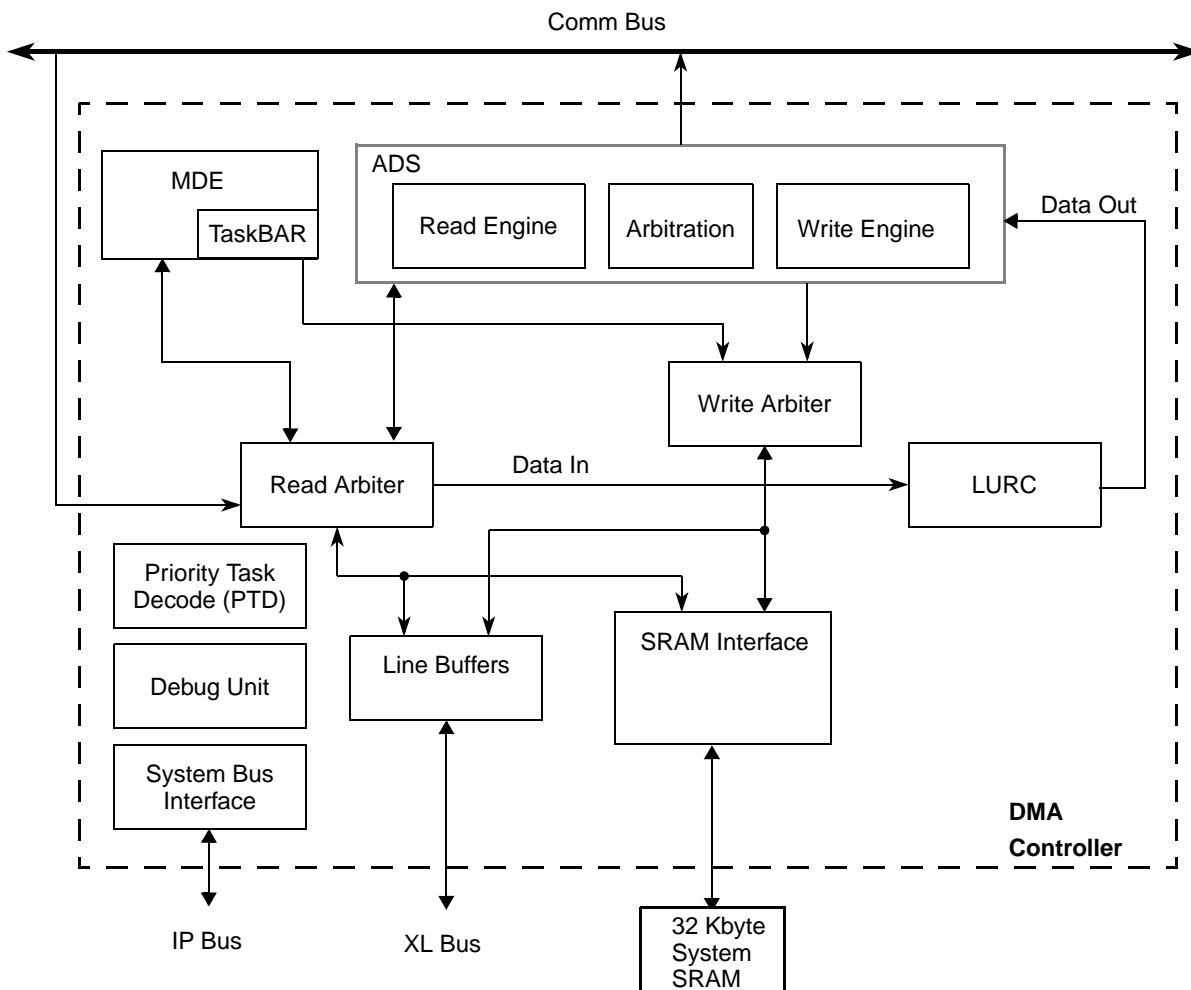 Comm Bus
ADS
MDE
TaskBAR
Read Engine
Arbitration
Write Engine
Data Out
Write Arbiter
Data In
Read Arbiter
LURC
Priority Task
Decode (PTD)
SRAM Interface
Line Buffers
Debug Unit
System Bus
Interface
DMA
Controller
IP Bus
XL Bus
32 Kbyte
System
SRAM